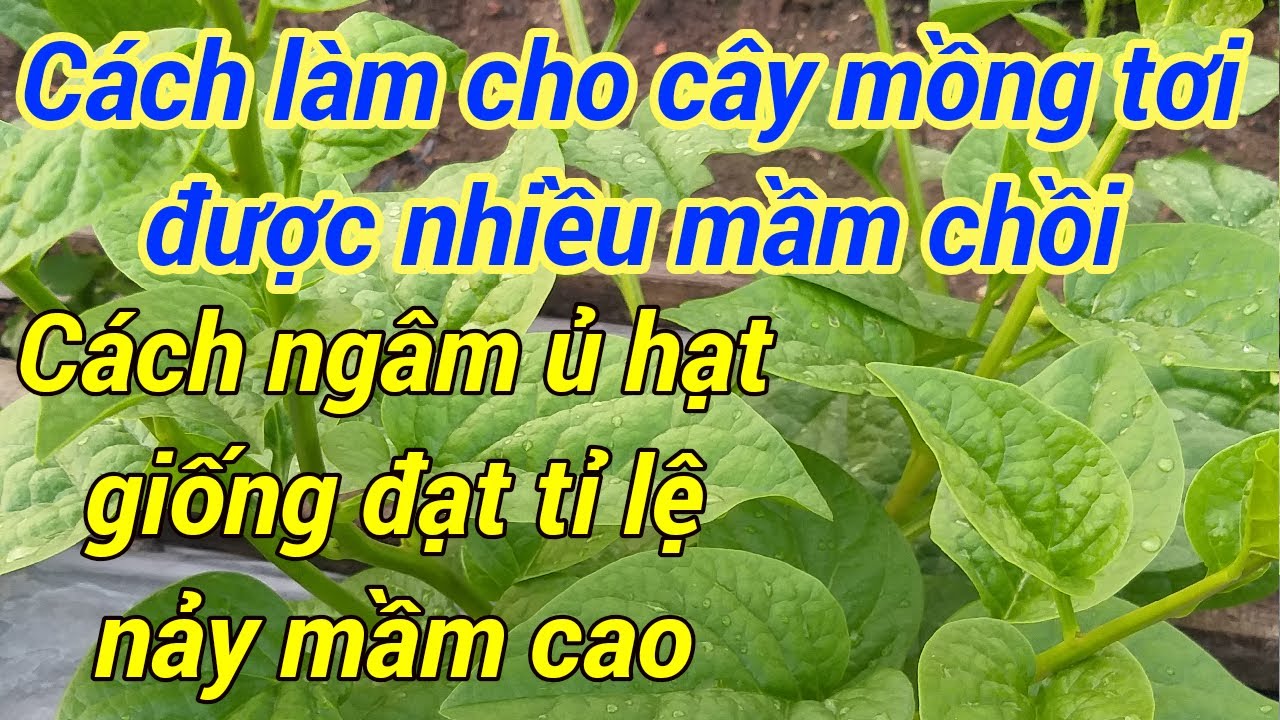 Cách làm cho cây mồng tơi
được nhiều mầm chồi
Cách ngâm ủ hạt
giống đạt tỉ lệ
nảy mầm cao